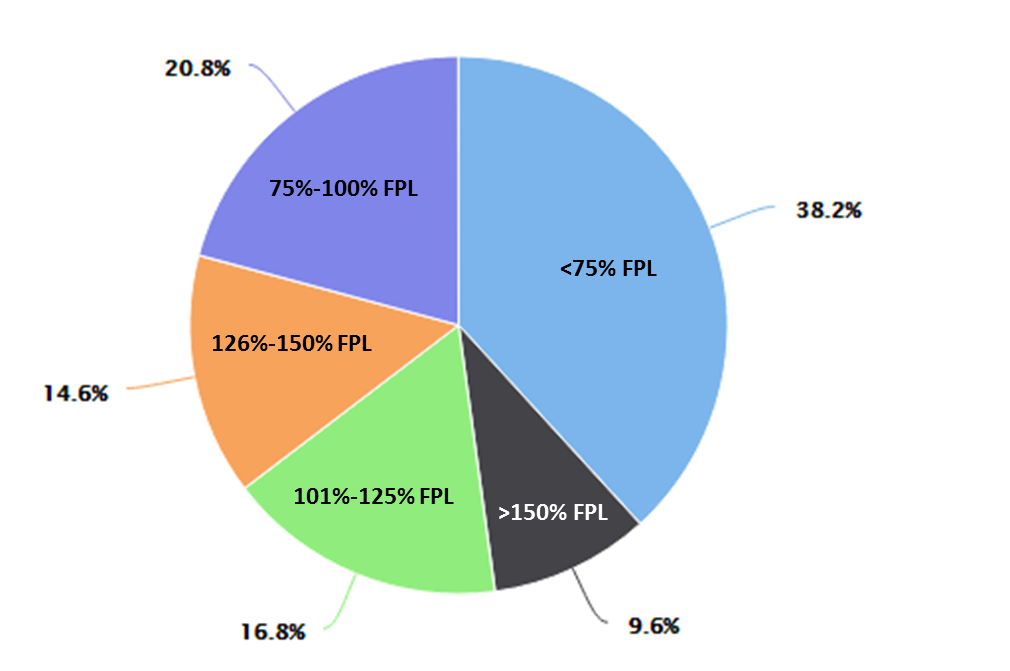 20.8%
75%-100% FPL
38.2%
<75% FPL
126%-150% FPL
14.6%
101%-125% FPL
>150% FPL
16.8%
9.6%